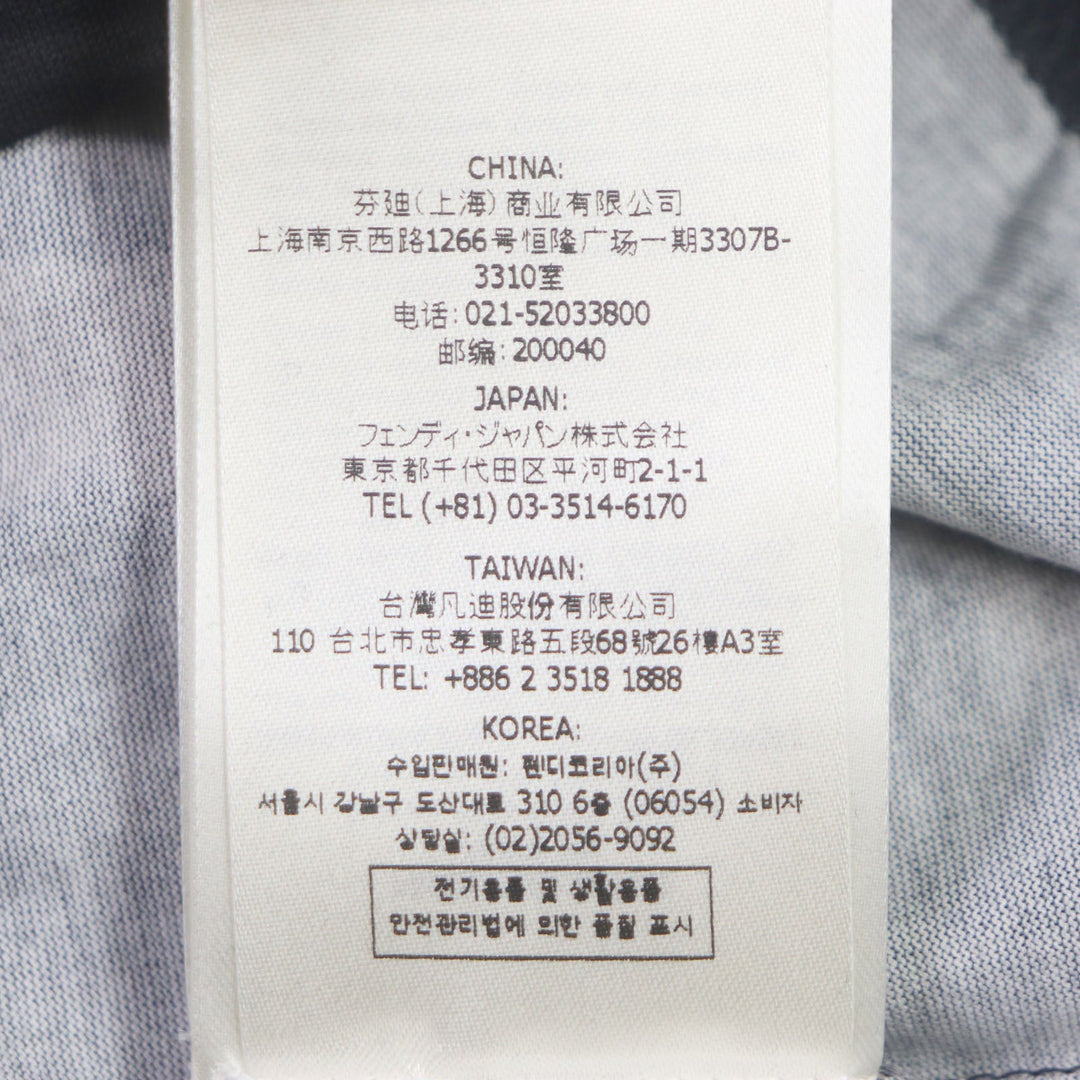 CHINA:
芬迪(上海)商业有限公司
上海南京西路1266号恒隆广场一期3307B-
3310室
电话:021-52033800
邮编:200040
JAPAN:
フェンディ・ジャパン株式会社
東京都千代田区平河町2-1-1
TEL (+81) 03-3514-6170
TAIWAN:
台灣凡迪股份有限公司
110 台北市忠孝東路五段68號26樓A3室
TEL: +886 2 3518 1888
KOREA:
수입판매원: 펜디코리아(주)
서울시 강남구 도산대로 310 6층 (06054) 소비자
상담실: (02)2056-9092
전기용품 및 생활용품
안전관리법에 의한 품질 표시